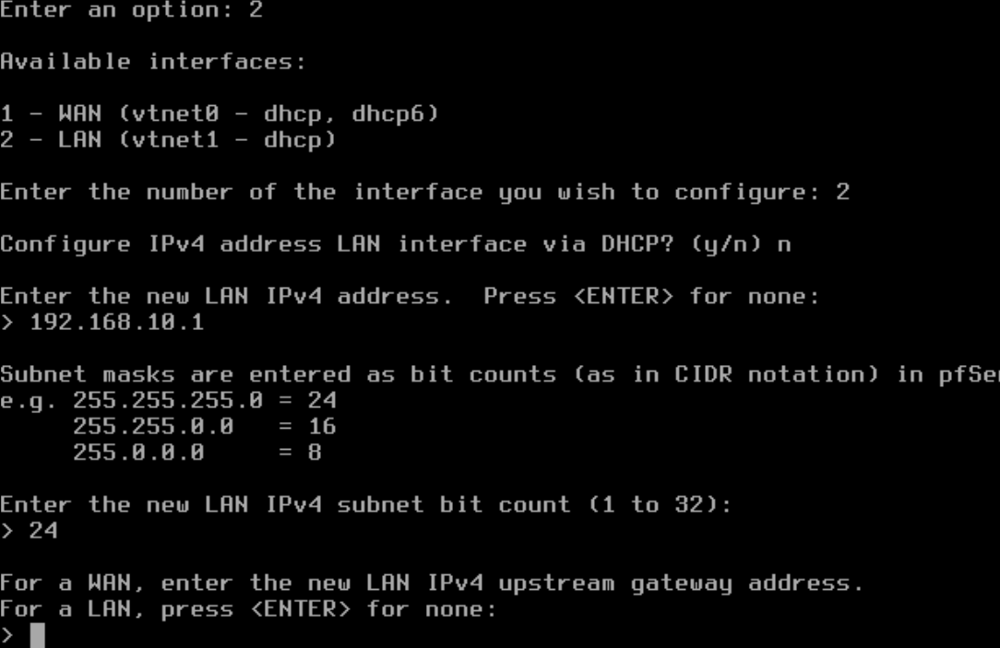 Enter an option: 2
Available interfaces:
1 - WAN (vtnet0 - dhcp, dhcp6)
2 - LAN (vtnet1 - dhcp)
Enter the number of the interface you wish to configure: 2
Configure IPv4 address LAN interface via DHCP? (y/n) n
Enter the new LAN IPv4 address.  Press <ENTER> for none:
> 192.168.10.1
Subnet masks are entered as bit counts (as in CIDR notation) in
e.g. 255.255.255.0 = 24
     255.255.0.0   = 16
     255.0.0.0     = 8
Enter the new LAN IPv4 subnet bit count (1 to 32):
> 24
For a WAN, enter the new LAN IPv4 upstream gateway address.
For a LAN, press <ENTER> for none:
>